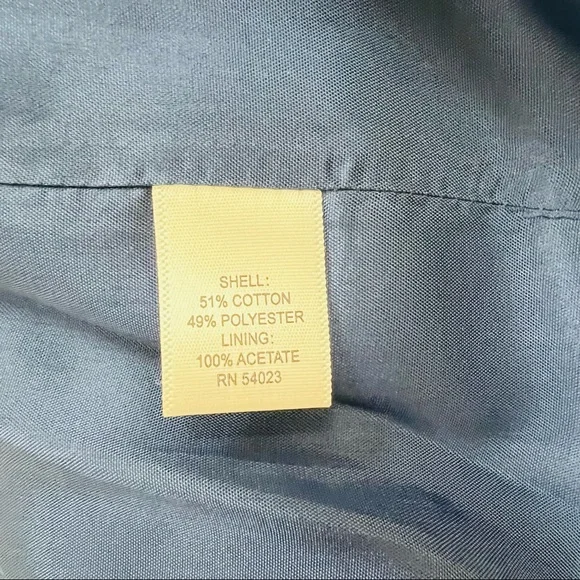 SHELL:
51% COTTON
49% POLYESTER
LINING:
100% ACETATE
RN 54023